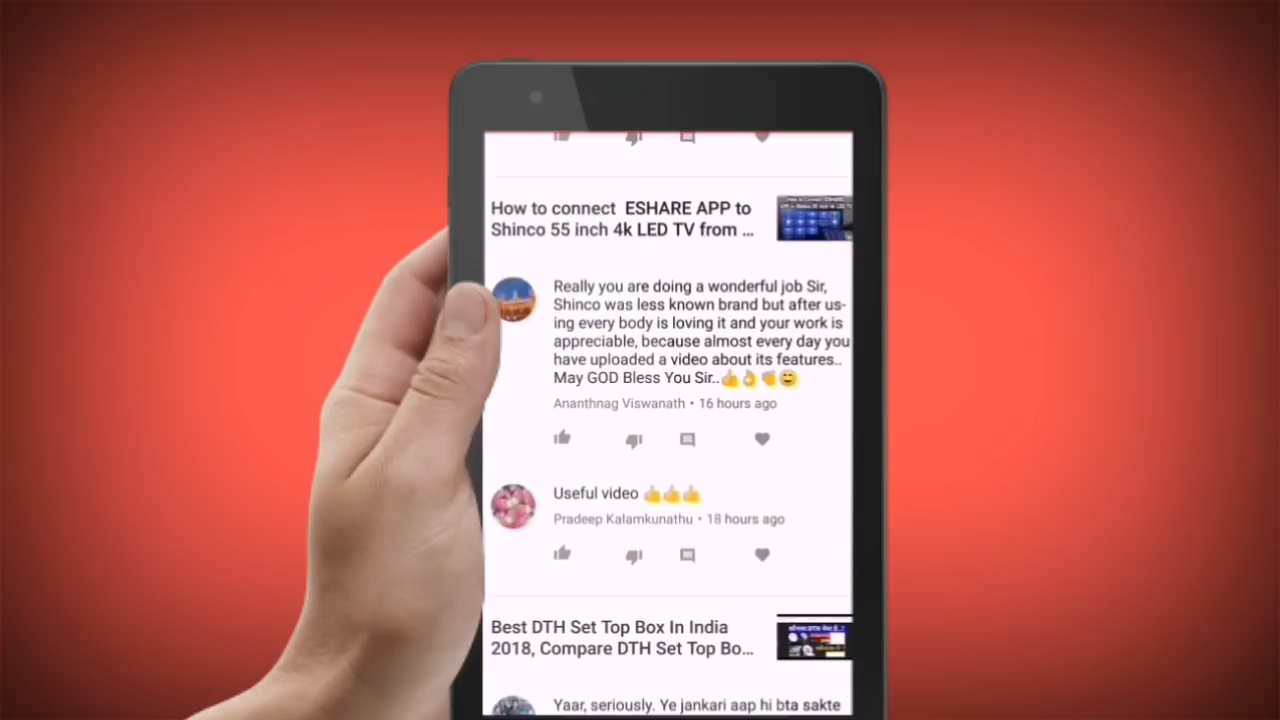 How to connect ESHARE APP to
Shinco 55 inch 4k LED TV from ...
Really you are doing a wonderful job Sir,
Shinco was less known brand but after us-
ing every body is loving it and your work is
appreciable, because almost every day you
have uploaded a video about its features..
May GOD Bless You Sir..👍👌👏😄
Ananthnag Viswanath • 16 hours ago
Useful video 👍👍👍
Pradeep Kalamkunathu • 18 hours ago
Best DTH Set Top Box In India
2018, Compare DTH Set Top Bo...
Yaar, seriously. Ye jankari aap hi bta sakte